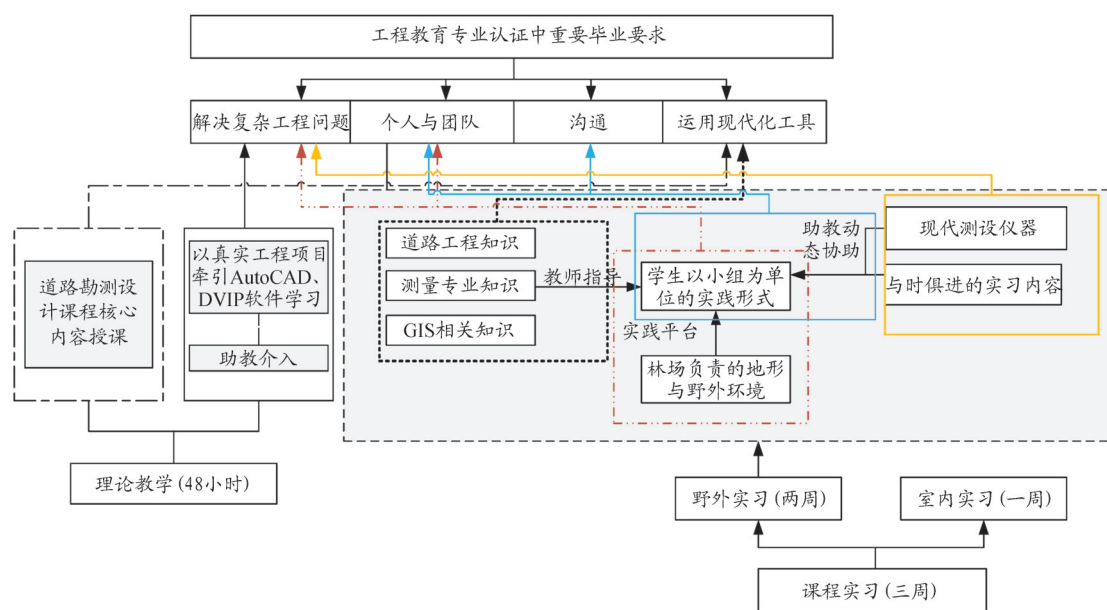 工程教育专业认证中重要毕业要求
解决复杂工程问题
个人与团队
沟通
运用现代化工具
道路勘测设
计课程核心
内容授课
以真实工程项目
牵引AutoCAD、
DVIP软件学习
助教介入
理论教学(48小时)
道路工程知识
测量专业知识
GIS相关知识
教师指导
学生以小组为单
位的实践形式
实践平台
林场负责的地形
与野外环境
助教动
态协助
现代测设仪器
与时俱进的实习内容
野外实习(两周)
室内实习(一周)
课程实习(三周)